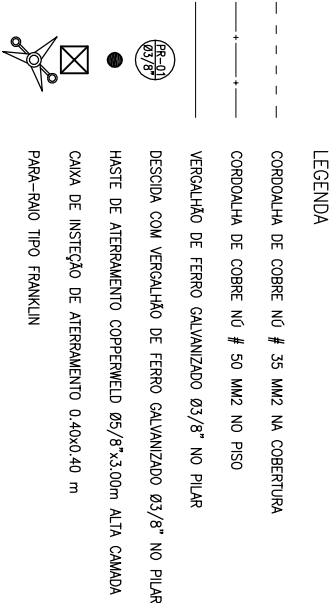 LEGENDA
CORDOALHA DE COBRE NÚ # 35 MM2 NA COBERTURA
CORDOALHA DE COBRE NÚ # 50 MM2 NO PISO
VERGALHÃO DE FERRO GALVANIZADO Ø3/8" NO PILAR
PR-01
Ø3/8"
DESCIDA COM VERGALHÃO DE FERRO GALVANIZADO Ø3/8" NO PILAR
HASTE DE ATERRAMENTO COPPERWELD Ø5/8"x3.00m ALTA CAMADA
CAIXA DE INSTEÇÃO DE ATERRAMENTO 0.40x0.40 m
PARA-RAIO TIPO FRANKLIN